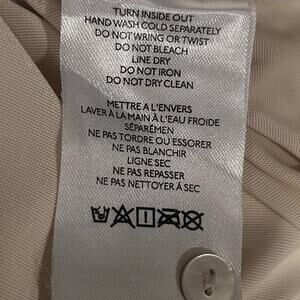 TURN INSIDE OUT
HAND WASH COLD SEPARATELY
DO NOT WRING OR TWIST
DO NOT BLEACH
LINE DRY
DO NOT IRON
DO NOT DRY CLEAN
METTRE A L'ENVERS
LAVER À LA MAIN À L'EAU FROIDE
SÉPARÉMEN
NE PAS TORDRE OU ESSORER
NE PAS BLANCHIR
LIGNE SEC
NE PAS REPASSER
NE PAS NETTOYER À SEC